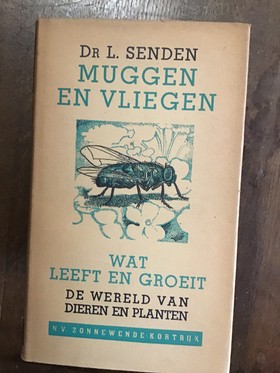 DR L. SENDEN
MUGGEN
EN VLIEGEN
WAT
LEEFT EN GROEIT
DE WERELD VAN
DIEREN EN PLANTEN
N.V. ZONNEWENDE-KORTRIJK